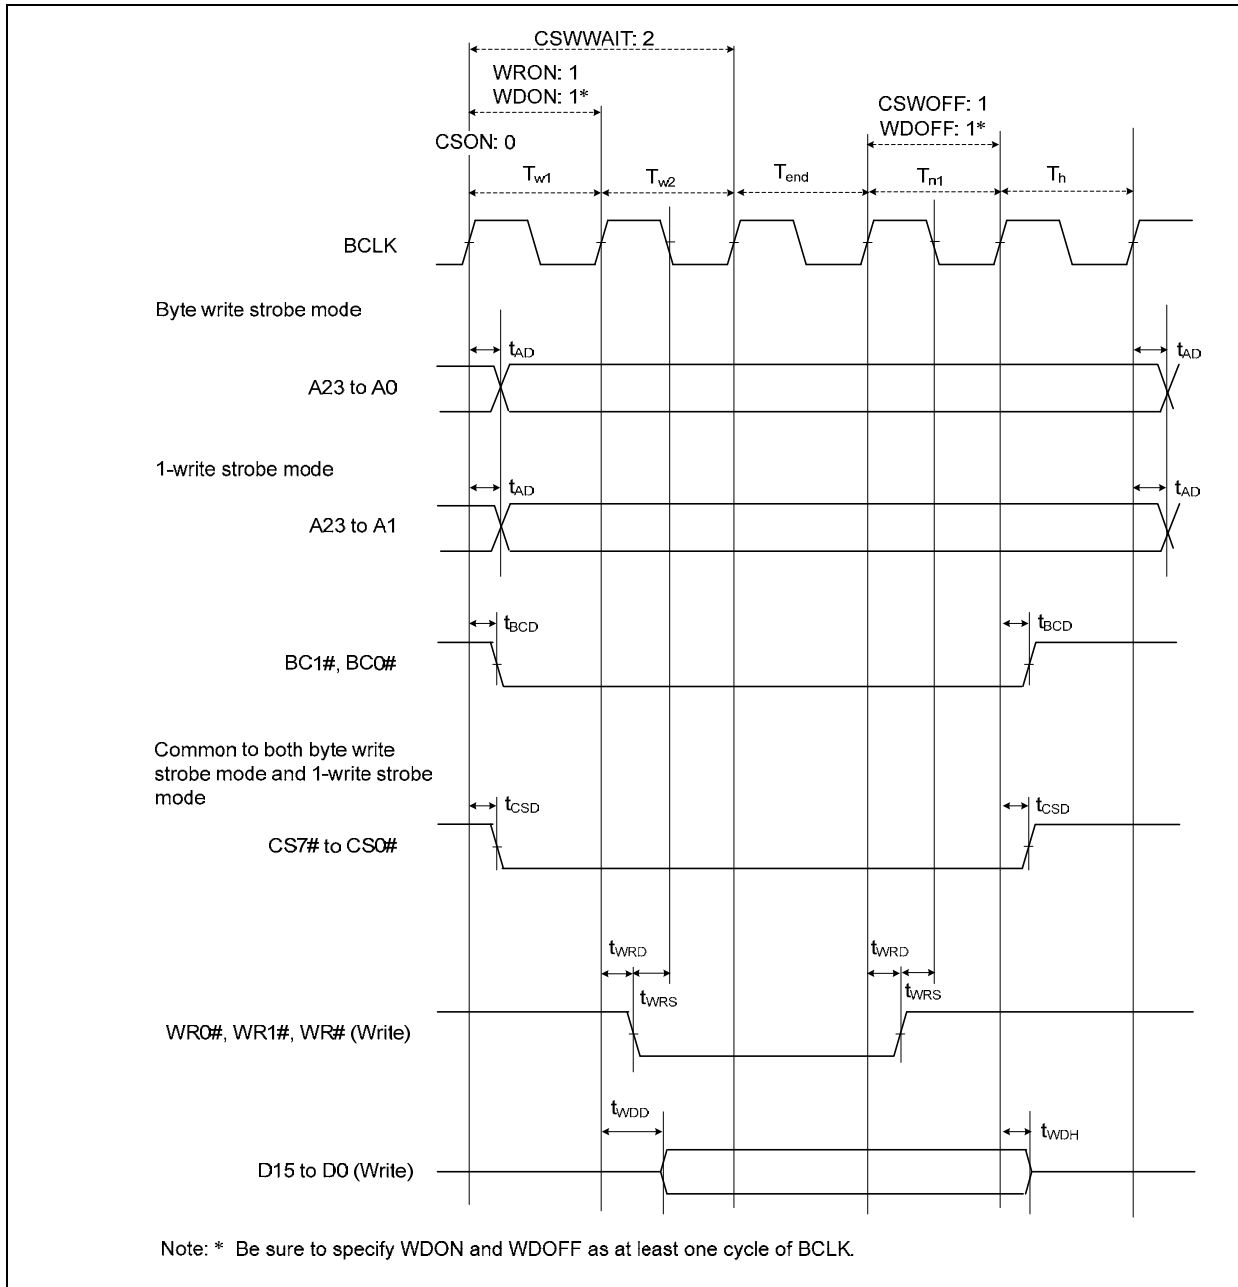 CSWWAIT: 2
WRON: 1
WDON: 1*
CSON: 0
CSWOFF: 1
WDOFF: 1*
Tw1
Tw2
Tend
Tn1
Th
BCLK
Byte write strobe mode
tAD
tAD
A23 to A0
1-write strobe mode
tAD
tAD
A23 to A1
tBCD
tBCD
BC1#, BC0#
Common to both byte write
strobe mode and 1-write strobe
mode
tCSD
tCSD
CS7# to CS0#
tWRD
tWRD
tWRS
tWRS
WR0#, WR1#, WR# (Write)
tWDD
tWDH
D15 to D0 (Write)
Note: * Be sure to specify WDON and WDOFF as at least one cycle of BCLK.